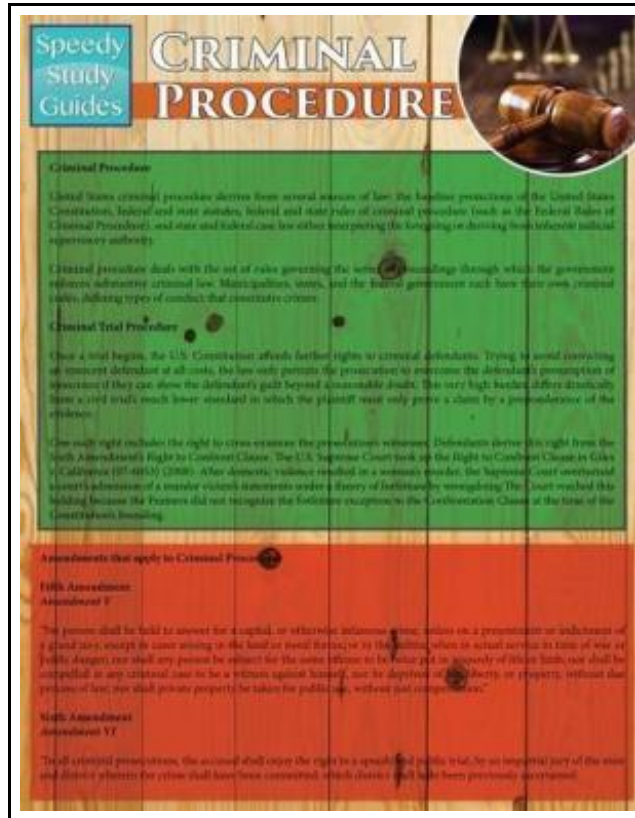 Speedy
Study
Guides
CRIMINAL
PROCEDURE
Criminal Procedure
United States criminal procedure derives from several sources of law: the baseline protections of the United States
Constitution, federal and state statutes, federal and state rules of criminal procedure (such as the Federal Rules of
Criminal Procedure), and state and federal case law either interpreting the foregoing or deriving from inherent judicial
supervisory authority.
Criminal procedure deals with the set of rules governing the series of proceedings through which the government
enforces substantive criminal law. Municipalities, states, and the federal government each have their own criminal
codes, defining types of conduct that constitute crimes.
Criminal Trial Procedure
Once a trial begins, the U.S. Constitution affords further rights to criminal defendants. Trying to avoid convicting
an innocent defendant at all costs, the law only permits the prosecution to overcome the defendant's presumption of
innocence if they can show the defendant's guilt beyond a reasonable doubt. This very high burden differs drastically
from a civil trial's much lower standard in which the plaintiff must only prove a claim by a preponderance of the
evidence.
One such right includes the right to cross-examine the prosecution's witnesses. Defendants derive this right from the
Sixth Amendment's Right to Confront Clause. The U.S. Supreme Court took up the Right to Confront Clause in Giles
v. California (07-6053) (2008). After domestic violence resulted in a woman's murder, the Supreme Court overturned
a court's admission of a murder victim's statements under a theory of forfeiture by wrongdoing. The Court reached this
holding because the Framers did not recognize the forfeiture exception to the Confrontation Clause at the time of the
Constitution's founding.
Amendments that apply to Criminal
Fifth Amendment
Amendment V
"No person shall be held to answer for a capital, or otherwise infamous crime, unless on a presentment or indictment of
a grand jury, except in cases arising in the land or naval forces, or in the militia, when in actual service in time of war or
public danger; nor shall any person be subject for the same offense to be twice put in jeopardy of life or limb; nor shall be
compelled in any criminal case to be a witness against himself, nor be deprived of liberty, or property, without due
process of law; nor shall private property be taken for public use, without just compensation."
Sixth Amendment
Amendment VI
"In all criminal prosecutions, the accused shall enjoy the right to a speedy and public trial, by an impartial jury of the state
and district wherein the crime shall have been committed, which district shall have been previously ascertained